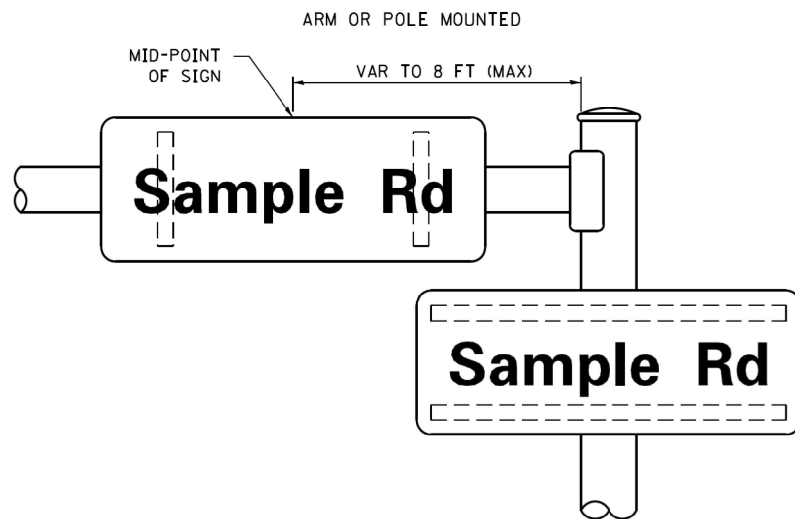 ARM OR POLE MOUNTED
MID-POINT
OF SIGN
VAR TO 8 FT (MAX)
Sample Rd
Sample Rd